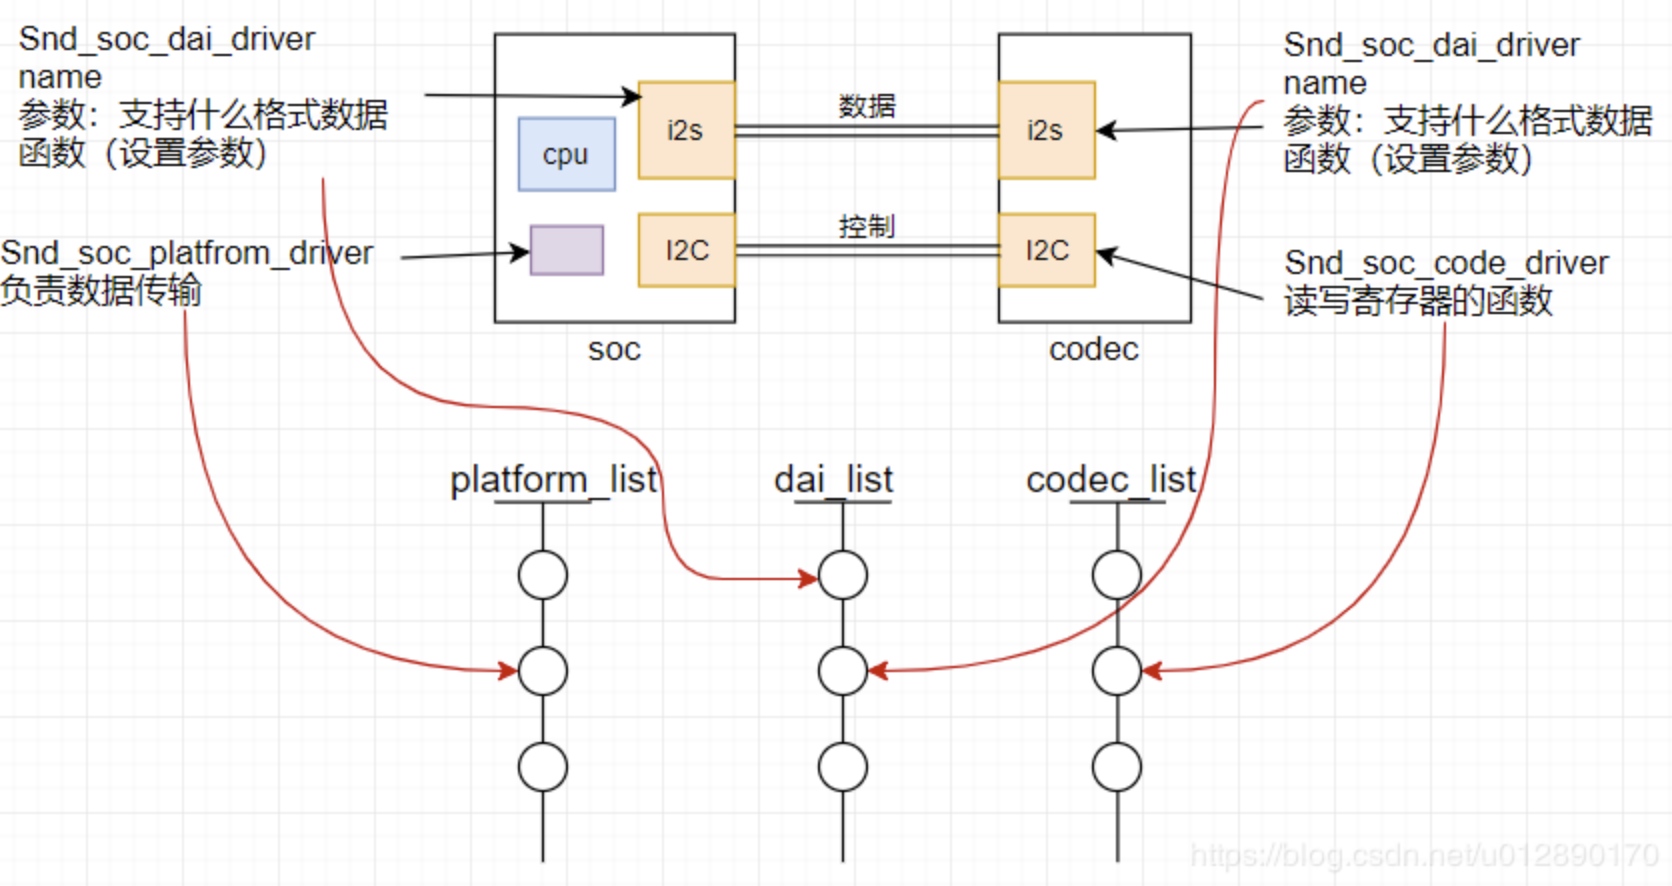 Snd_soc_dai_driver
name
参数：支持什么格式数据
函数（设置参数）
Snd_soc_platfrom_driver
负责数据传输
cpu
i2s
I2C
soc
数据
控制
i2s
I2C
codec
Snd_soc_dai_driver
name
参数：支持什么格式数据
函数（设置参数）
Snd_soc_code_driver
读写寄存器的函数
platform_list
dai_list
codec_list
https://blog.csdn.net/u012890170